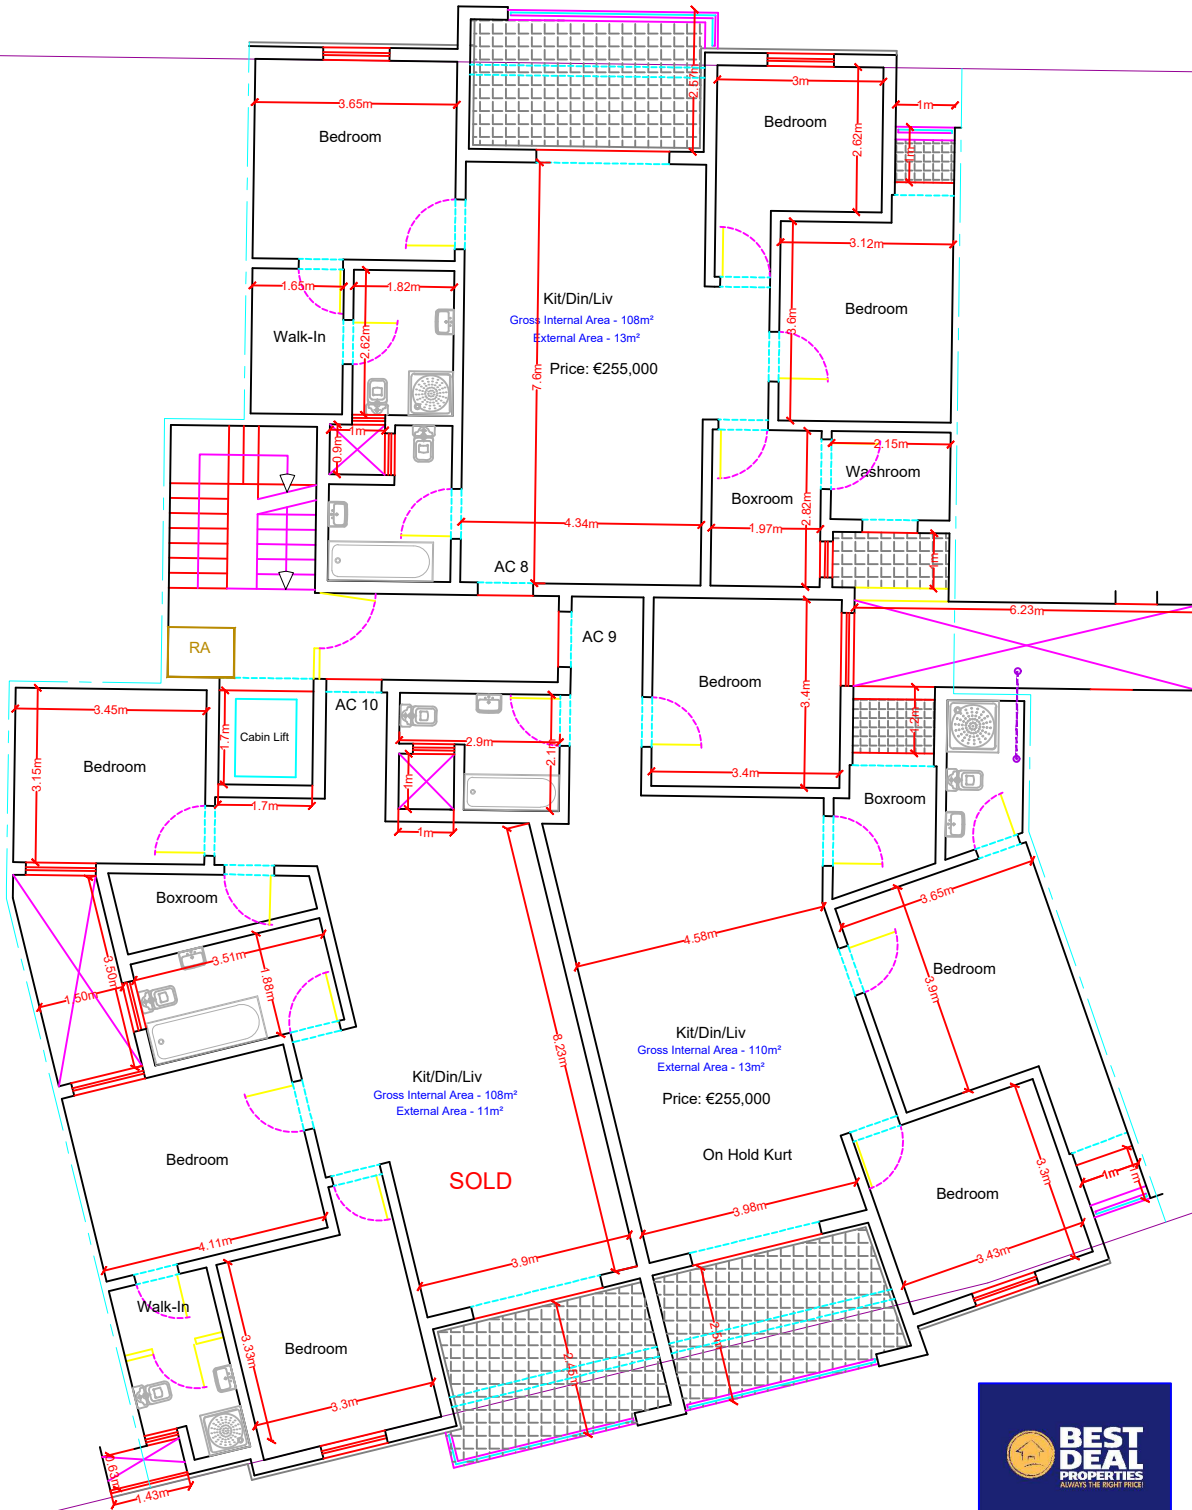 2.57m
3m
3.65m
1m
Bedroom
Bedroom
2.62m
1m
3.12m
1.65m
1.82m
Kit/Din/Liv
Gross Internal Area - 108m²
External Area - 13m²
Price: €255,000
Bedroom
3.6m
Walk-In
2.62m
7.6m
1m
0.9m
2.15m
Washroom
Boxroom
2.82m
4.34m
1.97m
1m
AC 8
6.23m
AC 9
RA
Bedroom
3.4m
AC 10
3.45m
1.7m
Cabin Lift
2.9m
2.1m
1.2m
3.15m
Bedroom
3.4m
1m
1.7m
Boxroom
1m
Boxroom
3.65m
4.58m
3.51m
3.50m
1.88m
1.50m
Bedroom
3.9m
8.23m
Kit/Din/Liv
Gross Internal Area - 110m²
External Area - 13m²
Price: €255,000
Kit/Din/Liv
Gross Internal Area - 108m²
External Area - 11m²
On Hold Kurt
Bedroom
SOLD
1m
1m
3.3m
Bedroom
3.98m
4.11m
3.9m
3.43m
Walk-In
Bedroom
3.33m
2.45m
3.3m
0.63m
1.43m
BEST
DEAL
PROPERTIES
ALWAYS THE RIGHT PRICE!